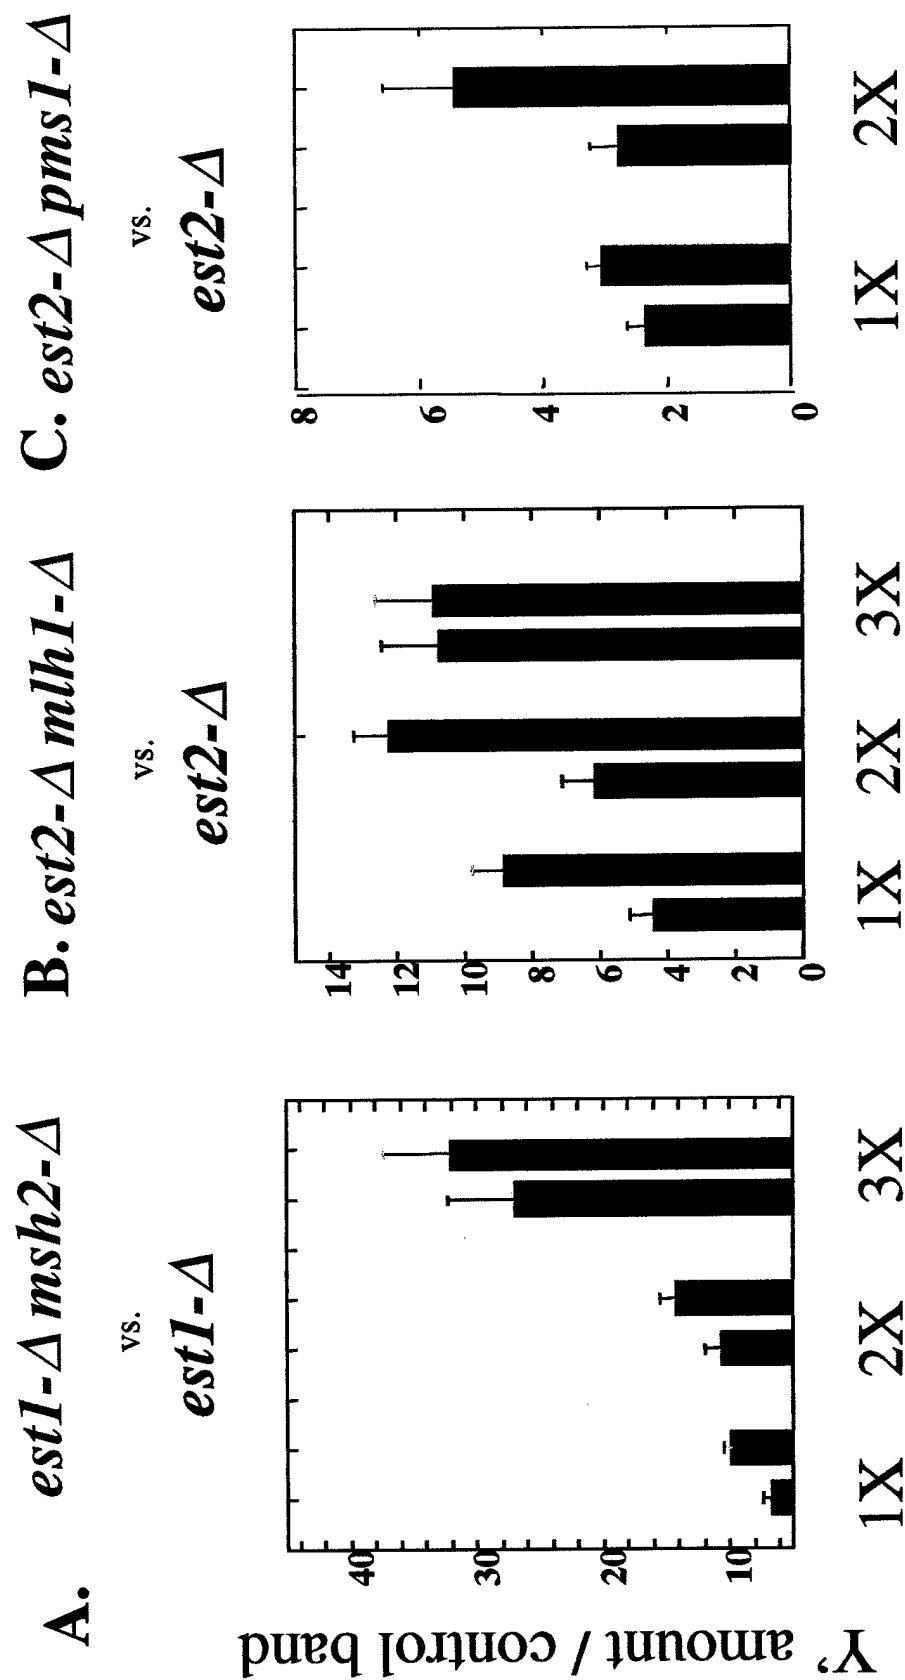 A. est1-Δ msh2-Δ
vs.
est1-Δ
Y' amount / control band
40
30
20
10
1X 2X 3X
B. est2-Δ mlh1-Δ
vs.
est2-Δ
14
12
10
8
6
4
2
0
1X 2X 3X
C. est2-Δ pms1-Δ
vs.
est2-Δ
8
6
4
2
0
1X 2X